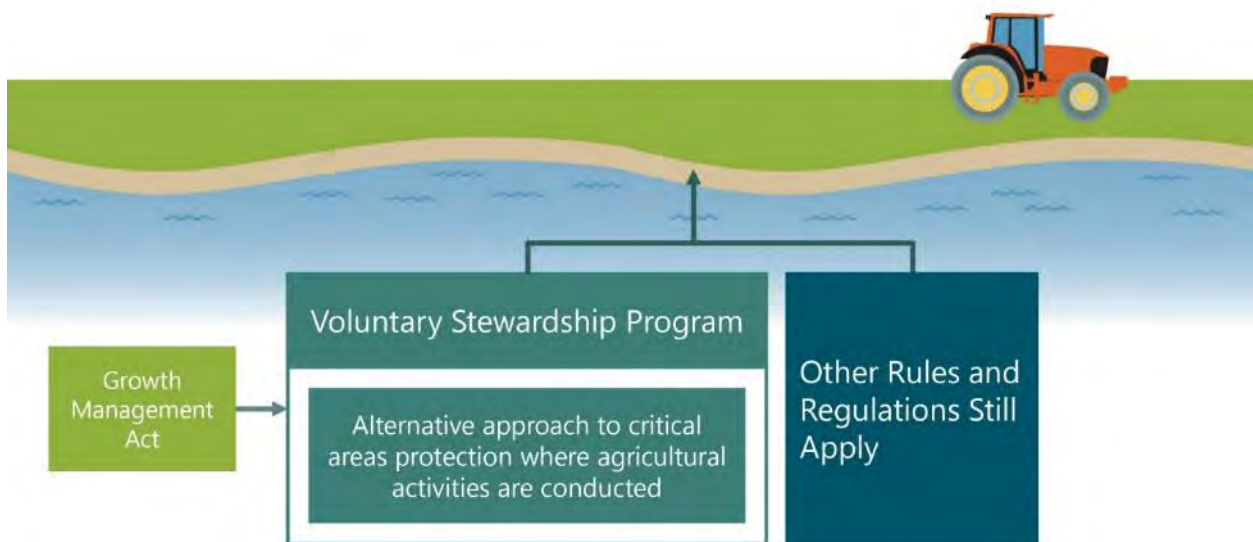 Voluntary Stewardship Program
Growth
Management
Act
Alternative approach to critical
areas protection where agricultural
activities are conducted
Other Rules and
Regulations Still
Apply